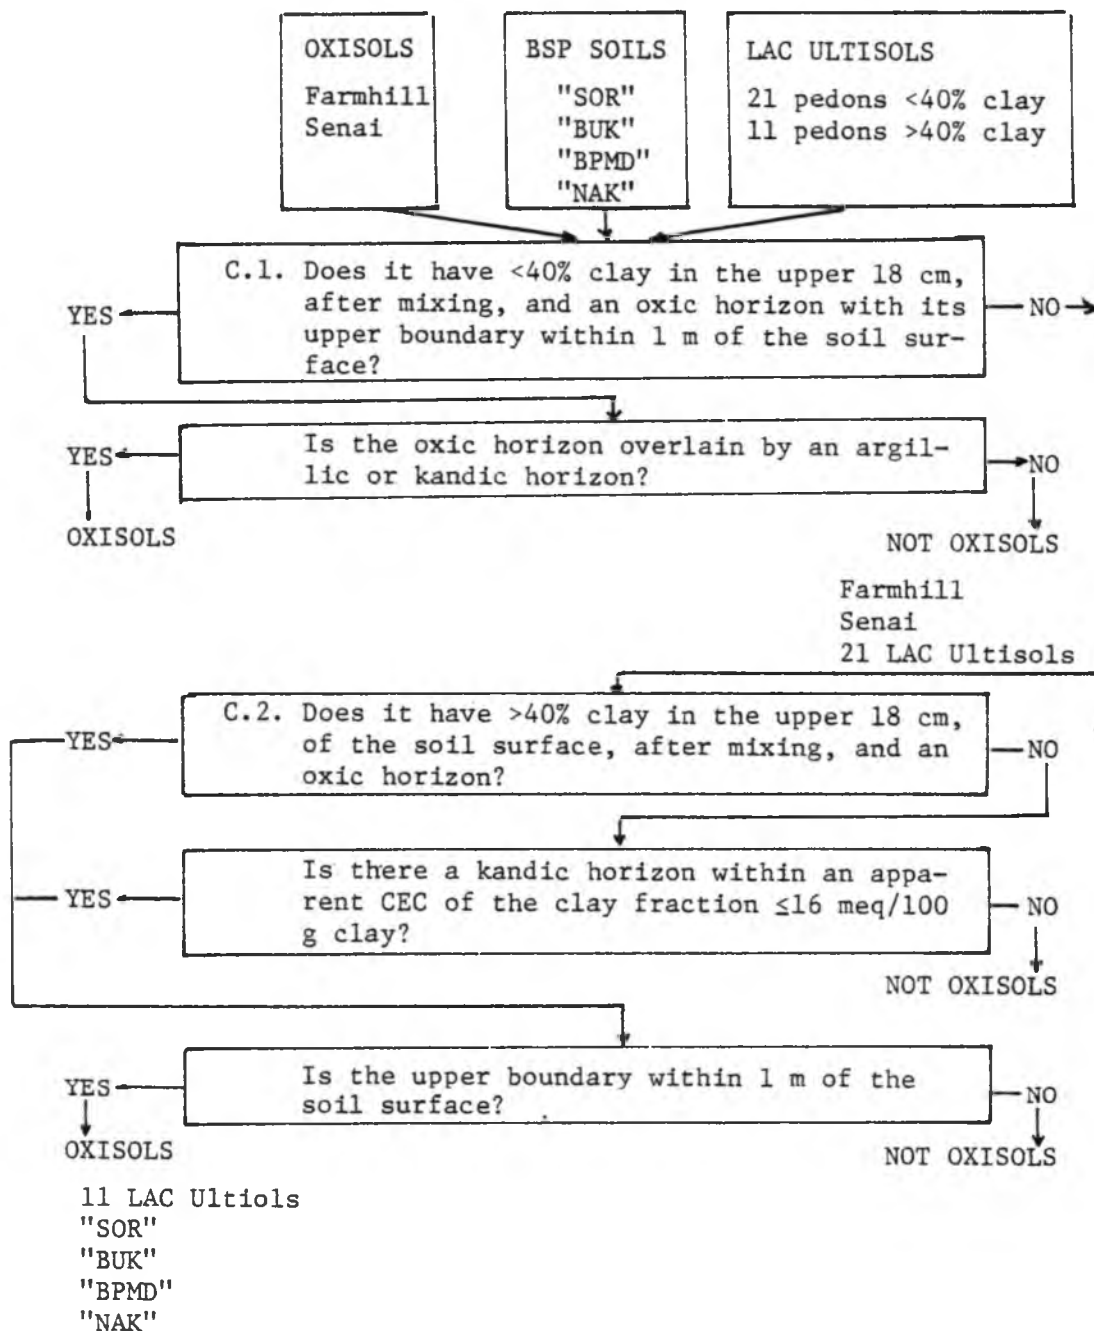 OXISOLS
Farmhill
Senai
BSP SOILS
"SOR"
"BUK"
"BPMD"
"NAK"
LAC ULTISOLS
21 pedons <40% clay
11 pedons >40% clay
C.1. Does it have <40% clay in the upper 18 cm,
after mixing, and an oxic horizon with its
upper boundary within 1 m of the soil sur-
face?
YES
NO
Is the oxic horizon overlain by an argil-
lic or kandic horizon?
YES
NO
OXISOLS
NOT OXISOLS
Farmhill
Senai
21 LAC Ultisols
C.2. Does it have >40% clay in the upper 18 cm,
of the soil surface, after mixing, and an
oxic horizon?
YES
NO
Is there a kandic horizon within an appa-
rent CEC of the clay fraction ≤16 meq/100
g clay?
YES
NO
NOT OXISOLS
Is the upper boundary within 1 m of the
soil surface?
YES
NO
OXISOLS
NOT OXISOLS
11 LAC Ultiols
"SOR"
"BUK"
"BPMD"
"NAK"